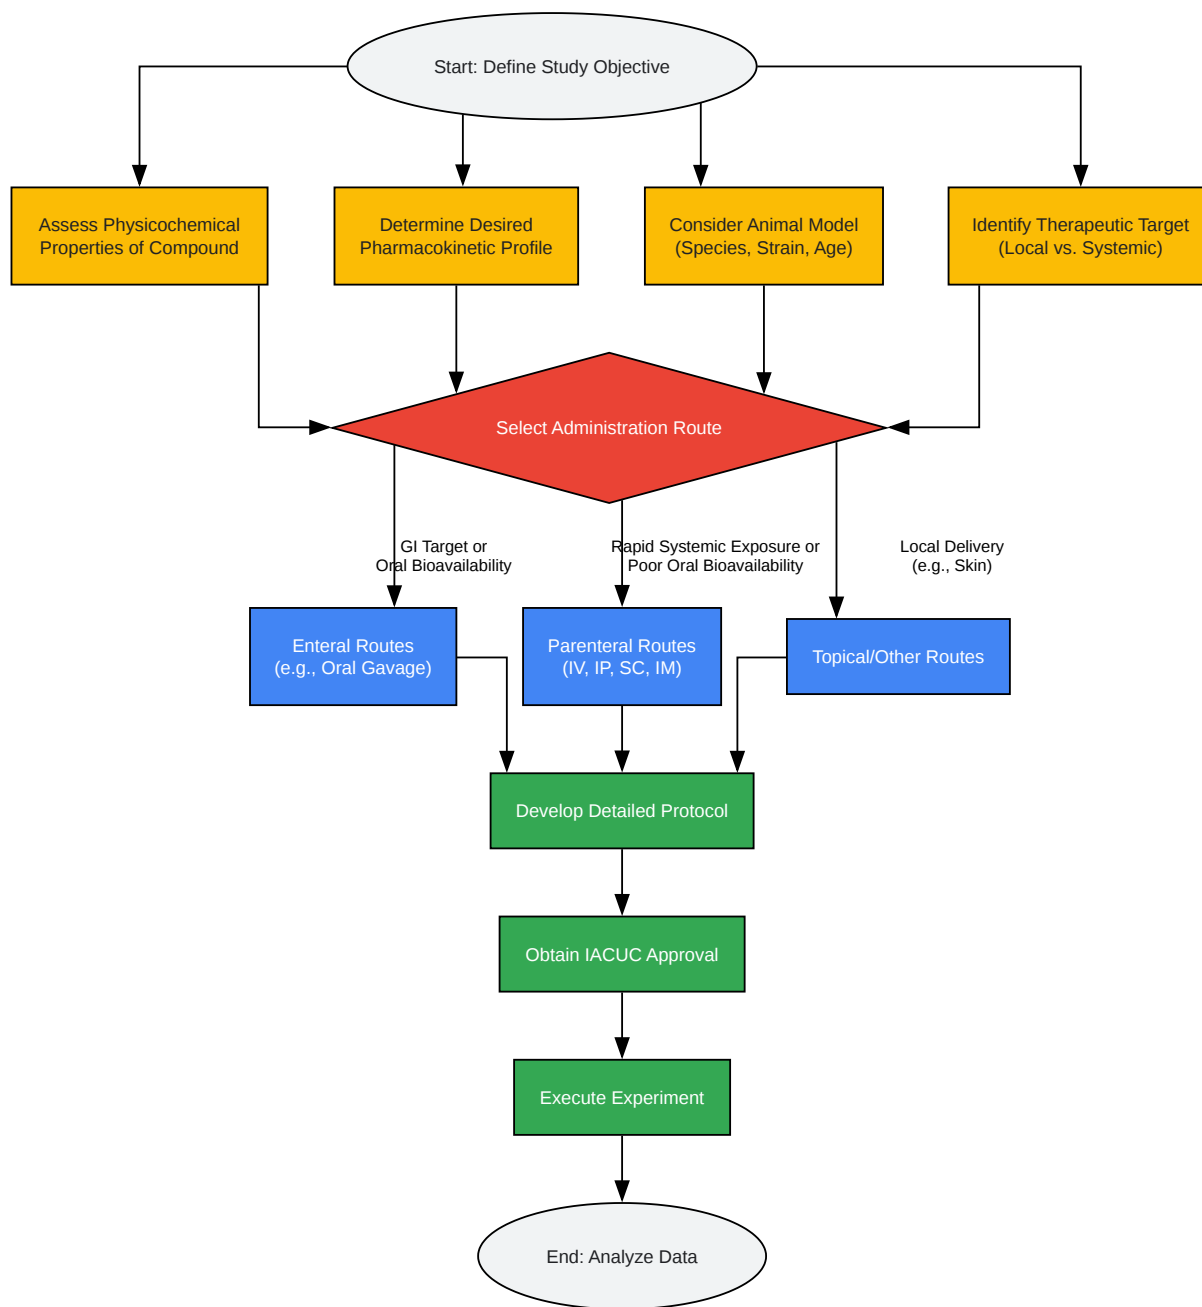 Start: Define Study Objective
Assess Physicochemical
Properties of Compound
Determine Desired
Pharmacokinetic Profile
Consider Animal Model
(Species, Strain, Age)
Identify Therapeutic Target
(Local vs. Systemic)
Select Administration Route
GI Target or
Oral Bioavailability
Rapid Systemic Exposure or
Poor Oral Bioavailability
Local Delivery
(e.g., Skin)
Enteral Routes
(e.g., Oral Gavage)
Parenteral Routes
(IV, IP, SC, IM)
Topical/Other Routes
Develop Detailed Protocol
Obtain IACUC Approval
Execute Experiment
End: Analyze Data